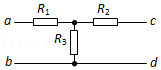 a R₁ R₂ c
R₃
b d